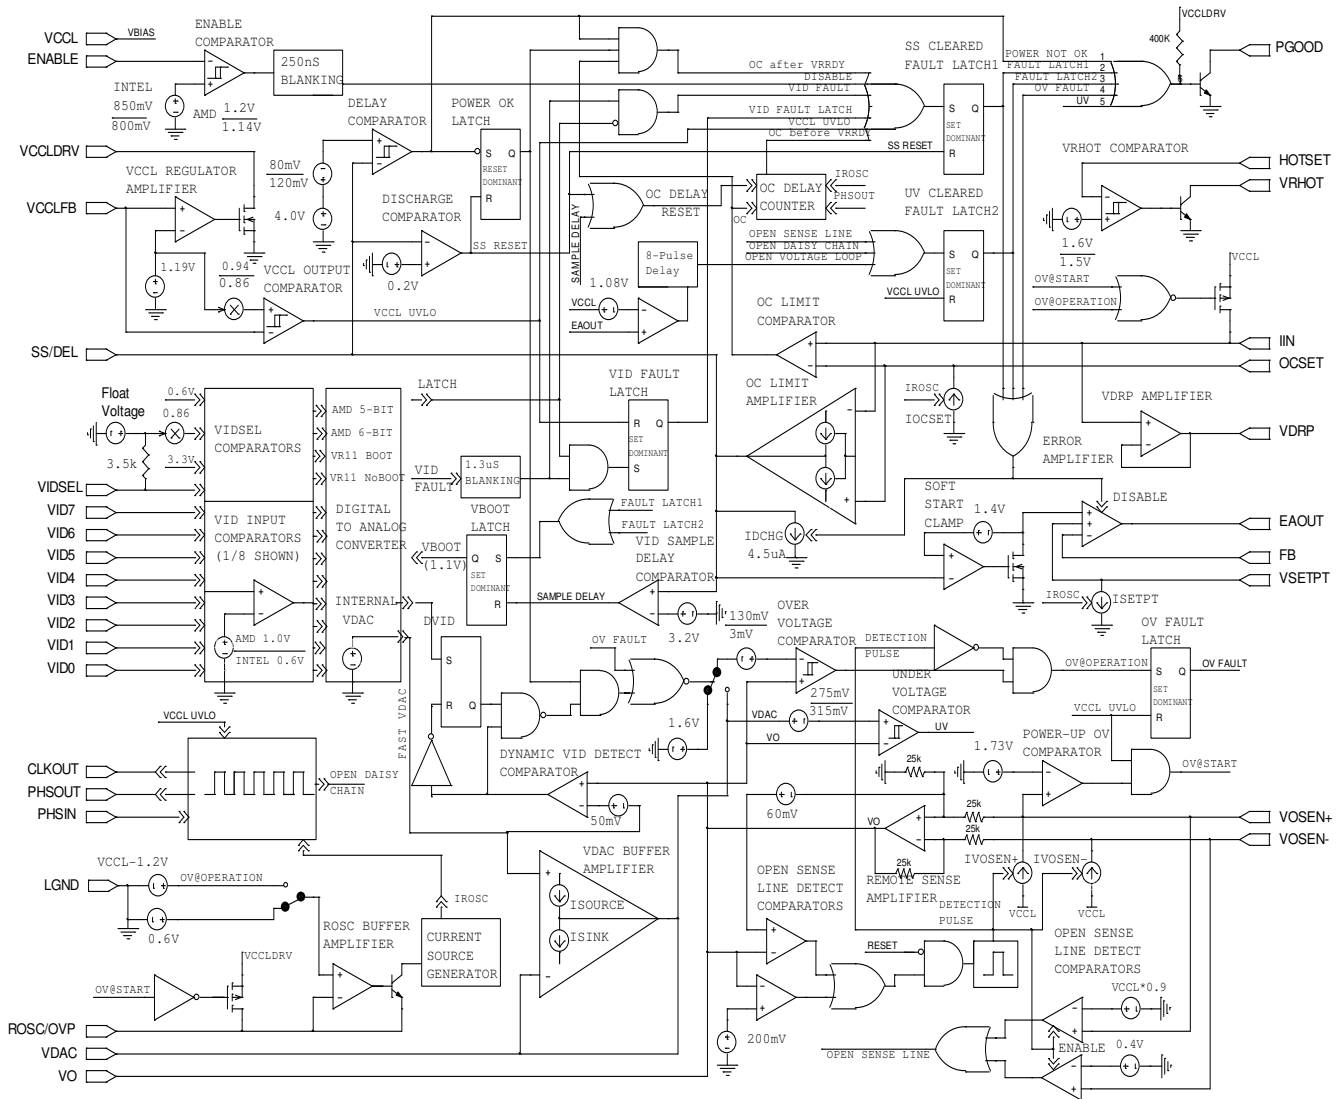 VCCL
VBIAS
ENABLE
ENABLE
COMPARATOR
250nS
BLANKING
INTEL
850mV
800mV
AMD
1.2V
1.14V
DELAY
COMPARATOR
POWER OK
LATCH
S
Q
RESET
DOMINANT
R
80mV
120mV
4.0V
DISCHARGE
COMPARATOR
0.2V
SS RESET
VCCLDRV
VCCL REGULATOR
AMPLIFIER
VCCLFB
1.19V
0.94
0.86
VCCL OUTPUT
COMPARATOR
VCCL UVLO
OC after VRRDY
DISABLE
VID FAULT
VID FAULT LATCH
VCCL UVLO
OC before VRRDY
SS RESET
SS CLEARED
FAULT LATCH1
S
Q
SET
DOMINANT
R
OC DELAY
RESET
OC
OC DELAY
COUNTER
IROSC
PHSOUT
SAMPLE DELAY
8-Pulse
Delay
1.08V
VCCL
EAOUT
OPEN SENSE LINE
OPEN DAISY CHAIN
OPEN VOLTAGE LOOP
VCCL UVLO
UV CLEARED
FAULT LATCH2
S
Q
SET
DOMINANT
R
VCCLDRV
400K
POWER NOT OK
1
FAULT LATCH1
2
FAULT LATCH2
3
OV FAULT
4
UV
5
PGOOD
VRHOT COMPARATOR
HOTSET
VRHOT
1.6V
1.5V
VCCL
OV@START
OV@OPERATION
IIN
OCSET
SS/DEL
OC LIMIT
COMPARATOR
OC LIMIT
AMPLIFIER
IROSC
IOCSET
VDRP AMPLIFIER
VDRP
ERROR
AMPLIFIER
DISABLE
SOFT
START
CLAMP
1.4V
IDCHG
4.5uA
EAOUT
FB
VSETPT
IROSC
ISETPT
Float
Voltage
0.6V
0.86
3.5k
3.3V
VIDSEL
COMPARATORS
AMD 5-BIT
AMD 6-BIT
VR11 BOOT
VR11 NoBOOT
LATCH
VID
FAULT
1.3uS
BLANKING
VID FAULT
LATCH
R
Q
SET
DOMINANT
S
VIDSEL
VID7
VID6
VID5
VID4
VID3
VID2
VID1
VID0
VID INPUT
COMPARATORS
(1/8 SHOWN)
AMD 1.0V
INTEL 0.6V
DIGITAL
TO ANALOG
CONVERTER
INTERNAL
VDAC
VBOOT
(1.1V)
VBOOT
LATCH
Q
S
SET
DOMINANT
R
FAULT LATCH1
FAULT LATCH2
VID SAMPLE
DELAY
COMPARATOR
SAMPLE DELAY
3.2V
DVID
S
R
Q
FAST VDAC
OV FAULT
1.6V
130mV
3mV
OVER
VOLTAGE
COMPARATOR
275mV
315mV
DETECTION
PULSE
UNDER
VOLTAGE
COMPARATOR
VDAC
VO
UV
OV@OPERATION
OV FAULT
LATCH
S
Q
SET
DOMINANT
R
OV FAULT
VCCL UVLO
POWER-UP OV
COMPARATOR
1.73V
OV@START
VCCL UVLO
CLKOUT
PHSOUT
PHSIN
OPEN DAISY
CHAIN
DYNAMIC VID DETECT
COMPARATOR
50mV
60mV
VO
25k
25k
25k
25k
REMOTE SENSE
AMPLIFIER
VOSEN+
VOSEN-
IVOSEN+
IVOSEN-
VCCL
VCCL
DETECTION
PULSE
LGND
VCCL-1.2V
OV@OPERATION
0.6V
ROSC BUFFER
AMPLIFIER
IROSC
CURRENT
SOURCE
GENERATOR
VCCLDRV
OV@START
VDAC BUFFER
AMPLIFIER
ISOURCE
ISINK
OPEN SENSE
LINE DETECT
COMPARATORS
RESET
200mV
OPEN SENSE
LINE DETECT
COMPARATORS
VCCL*0.9
ENABLE
0.4V
OPEN SENSE LINE
ROSC/OVP
VDAC
VO